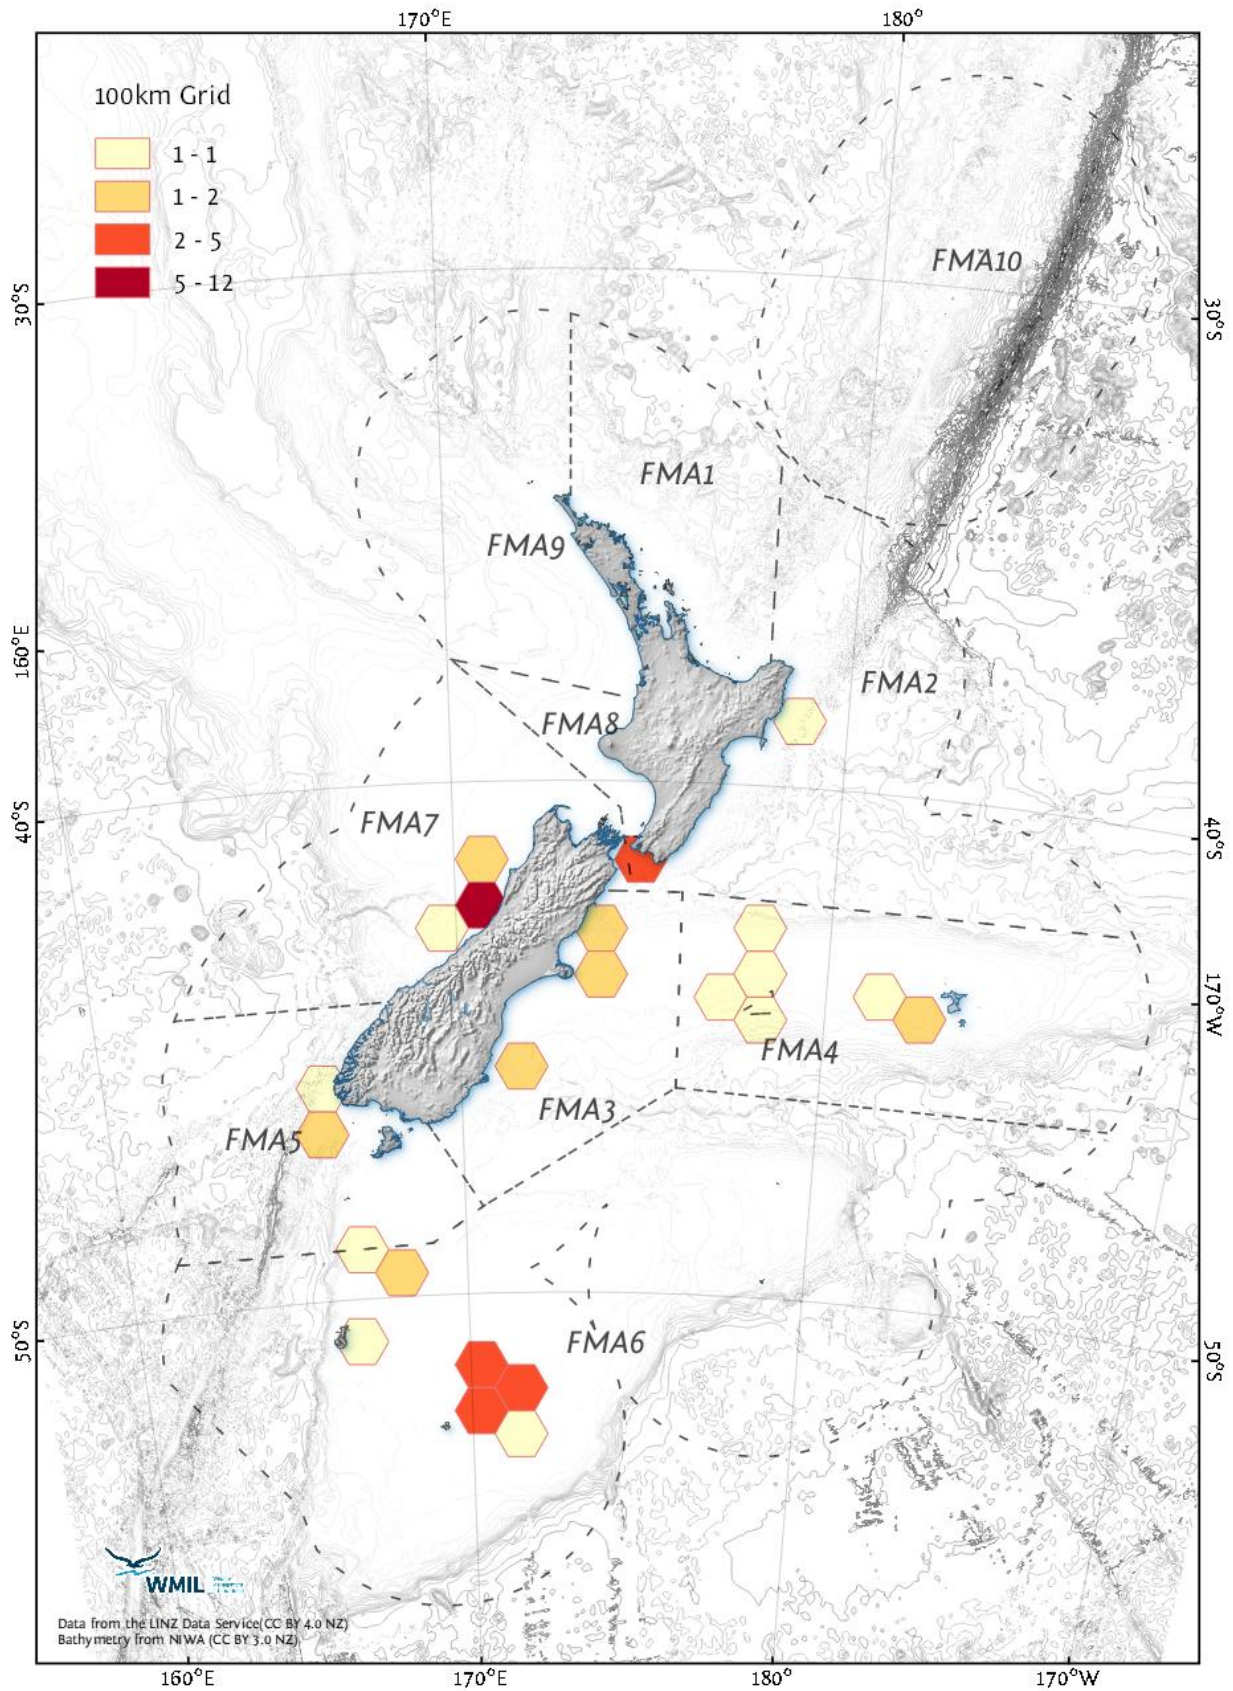 170°E 180°
100km Grid
1 - 1
1 - 2
2 - 5
5 - 12
FMA10
30°S 30°S
FMA1
FMA9
160°E
FMA2
FMA8
40°S 40°S
FMA7
170°W
FMA4
FMA3
FMA5
50°S 50°S
FMA6
WMIL
Data from the LINZ Data Service(CC BY 4.0 NZ)
Bathymetry from NIWA (CC BY 3.0 NZ)
160°E 170°E 180° 170°W